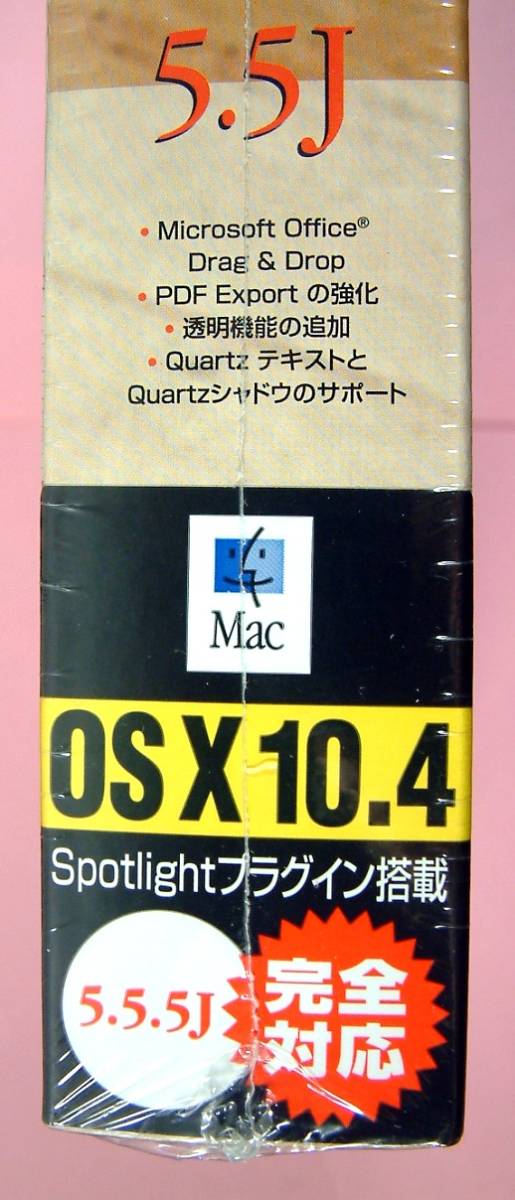 5.5J
• Microsoft Office®
Drag & Drop
• PDF Export の強化
• 透明機能の追加
• Quartz テキストと
Quartzシャドウのサポート
Mac
OS X 10.4
Spotlightプラグイン搭載
5.5.5J
完全
対応